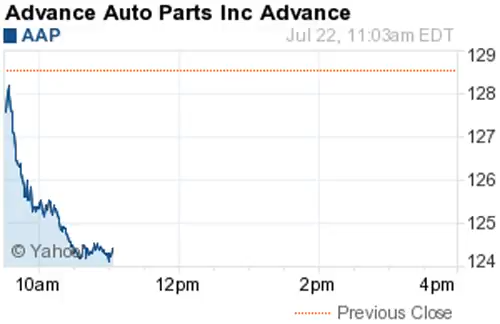 Advance Auto Parts Inc Advance
AAP Jul 22, 11:03am EDT
129
128
127
126
125
124
© Yahoo!
10am 12pm 2pm 4pm
Previous Close